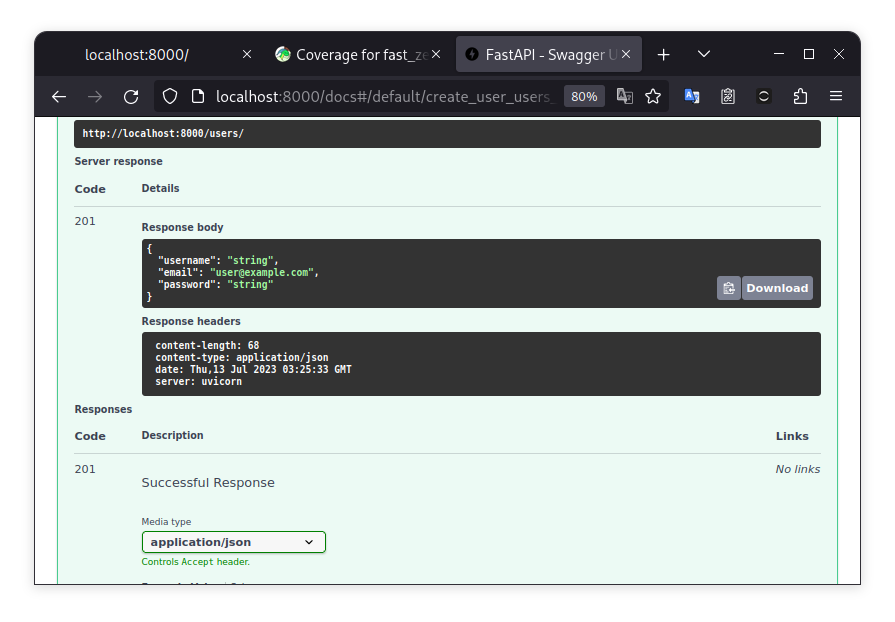 localhost:8000/
Coverage for fast_ze
FastAPI - Swagger U
localhost:8000/docs#/default/create_user_users_
80%
http://localhost:8000/users/
Server response
Code Details
201
Response body
{
"username": "string",
"email": "user@example.com",
"password": "string"
}
Download
Response headers
content-length: 68
content-type: application/json
date: Thu,13 Jul 2023 03:25:33 GMT
server: uvicorn
Responses
Code Description Links
201 No links
Successful Response
Media type
application/json
Controls Accept header.